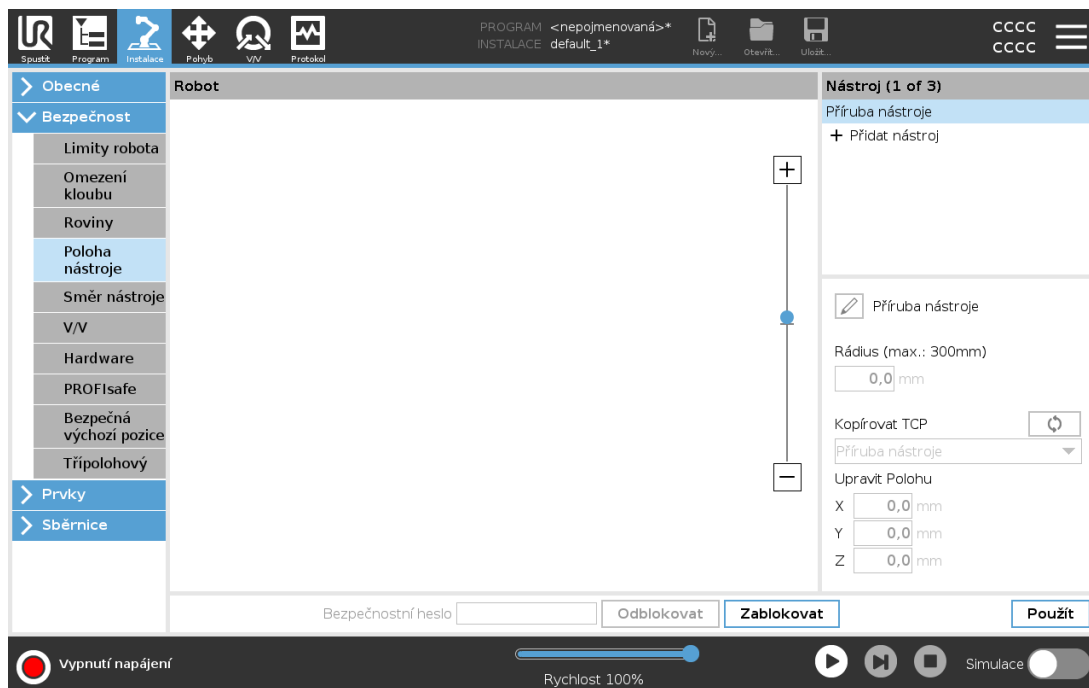 PROGRAM <nepojmenovaná>*
INSTALACE default_1*
Spustit
Program
Instalace
Pohyb
V/V
Protokol
Nový...
Otevřít...
Uložit...
cccc
cccc
Obecné
Bezpečnost
Limity robota
Omezení
kloubu
Roviny
Poloha
nástroje
Směr nástroje
V/V
Hardware
PROFIsafe
Bezpečná
výchozí pozice
Třípolohový
Prvky
Sběrnice
Robot
Nástroj (1 of 3)
Příruba nástroje
+ Přidat nástroj
Příruba nástroje
Rádius (max.: 300mm)
0,0 mm
Kopírovat TCP
Příruba nástroje
Upravit Polohu
X 0,0 mm
Y 0,0 mm
Z 0,0 mm
Bezpečnostní heslo
Odblokovat
Zablokovat
Použít
Vypnutí napájení
Rychlost 100%
Simulace